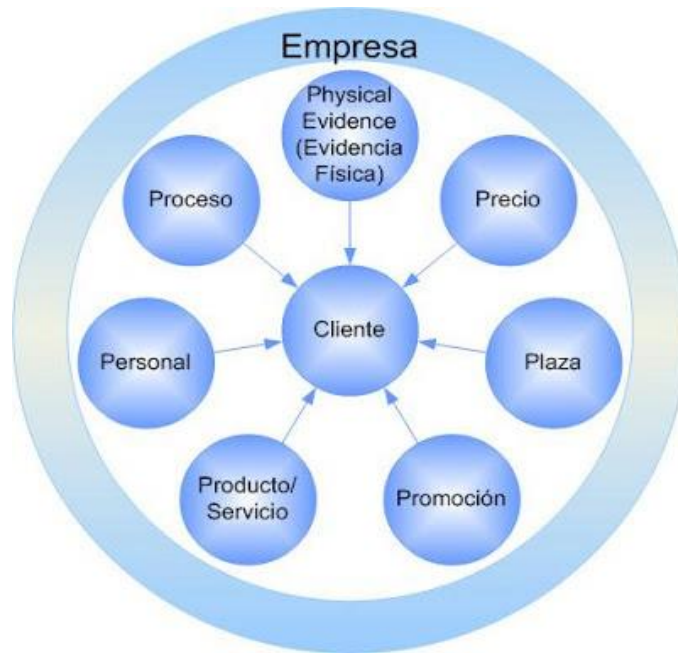 Empresa
Physical
Evidence
(Evidencia
Física)
Proceso
Precio
Cliente
Personal
Plaza
Producto/
Servicio
Promoción